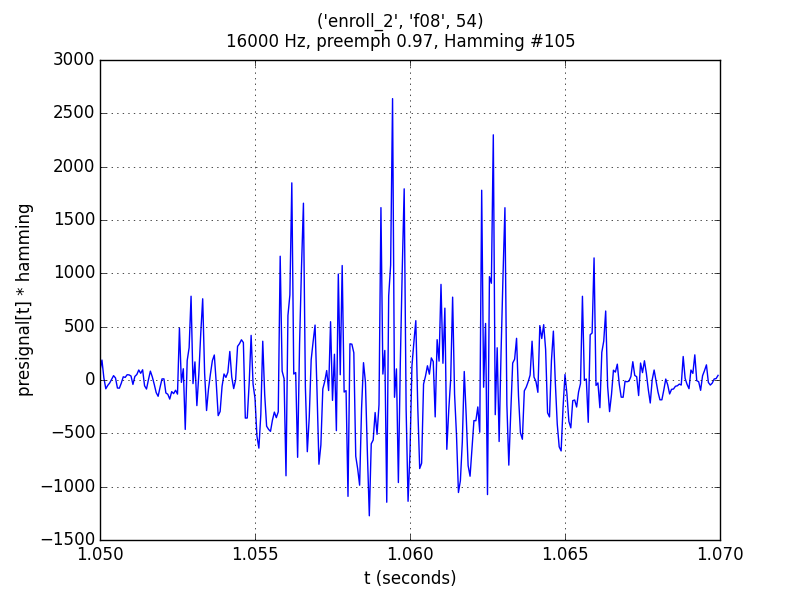 ('enroll_2', 'f08', 54)
16000 Hz, preemph 0.97, Hamming #105
3000
2500
2000
1500
1000
500
0
−500
−1000
−1500
presignal[t] * hamming
1.050 1.055 1.060 1.065 1.070
t (seconds)